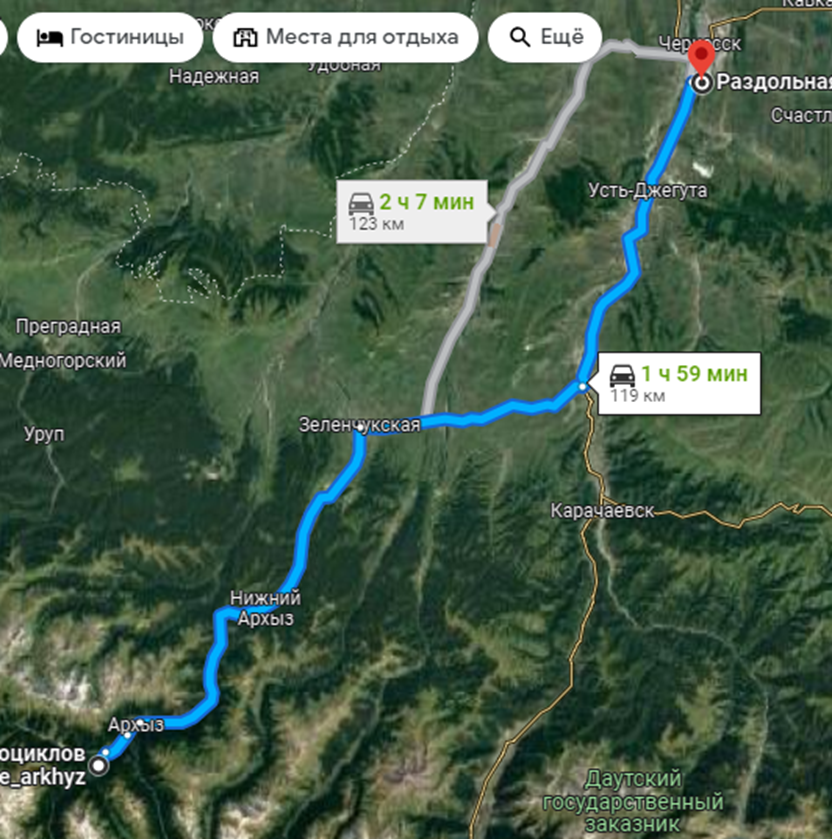 Гостиницы
Места для отдыха
Ещё
Черкесск
Надежная
Удобная
Раздольная
Счастл
Усть-Джегута
2 ч 7 мин
123 км
Преградная
Медногорский
1 ч 59 мин
119 км
Зеленчукская
Уруп
Карачаевск
Нижний
Архыз
Архыз
оциклов
e_arkhyz
Даутский
государственный
заказник